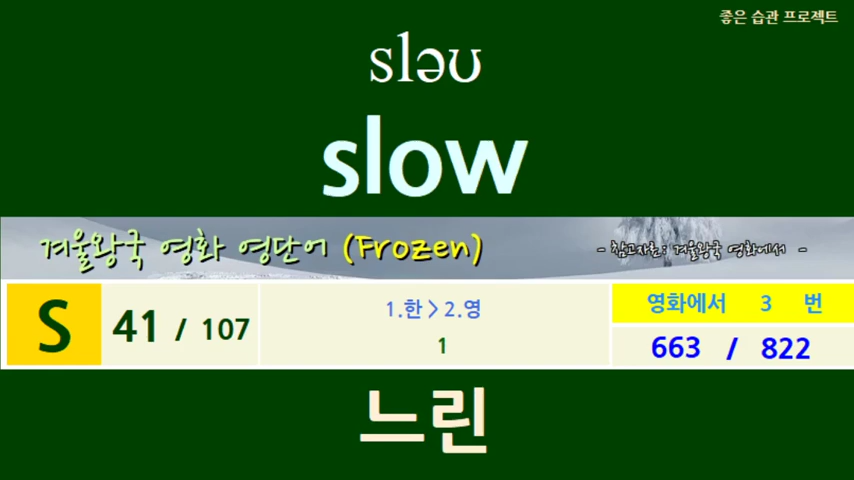 좋은 습관 프로젝트
sləʊ
slow
겨울왕국 영화 영단어 (Frozen)
- 참고자료: 겨울왕국 영화에서 -
S
41 / 107
1.한 > 2.영
1
영화에서 3 번
663 / 822
느린